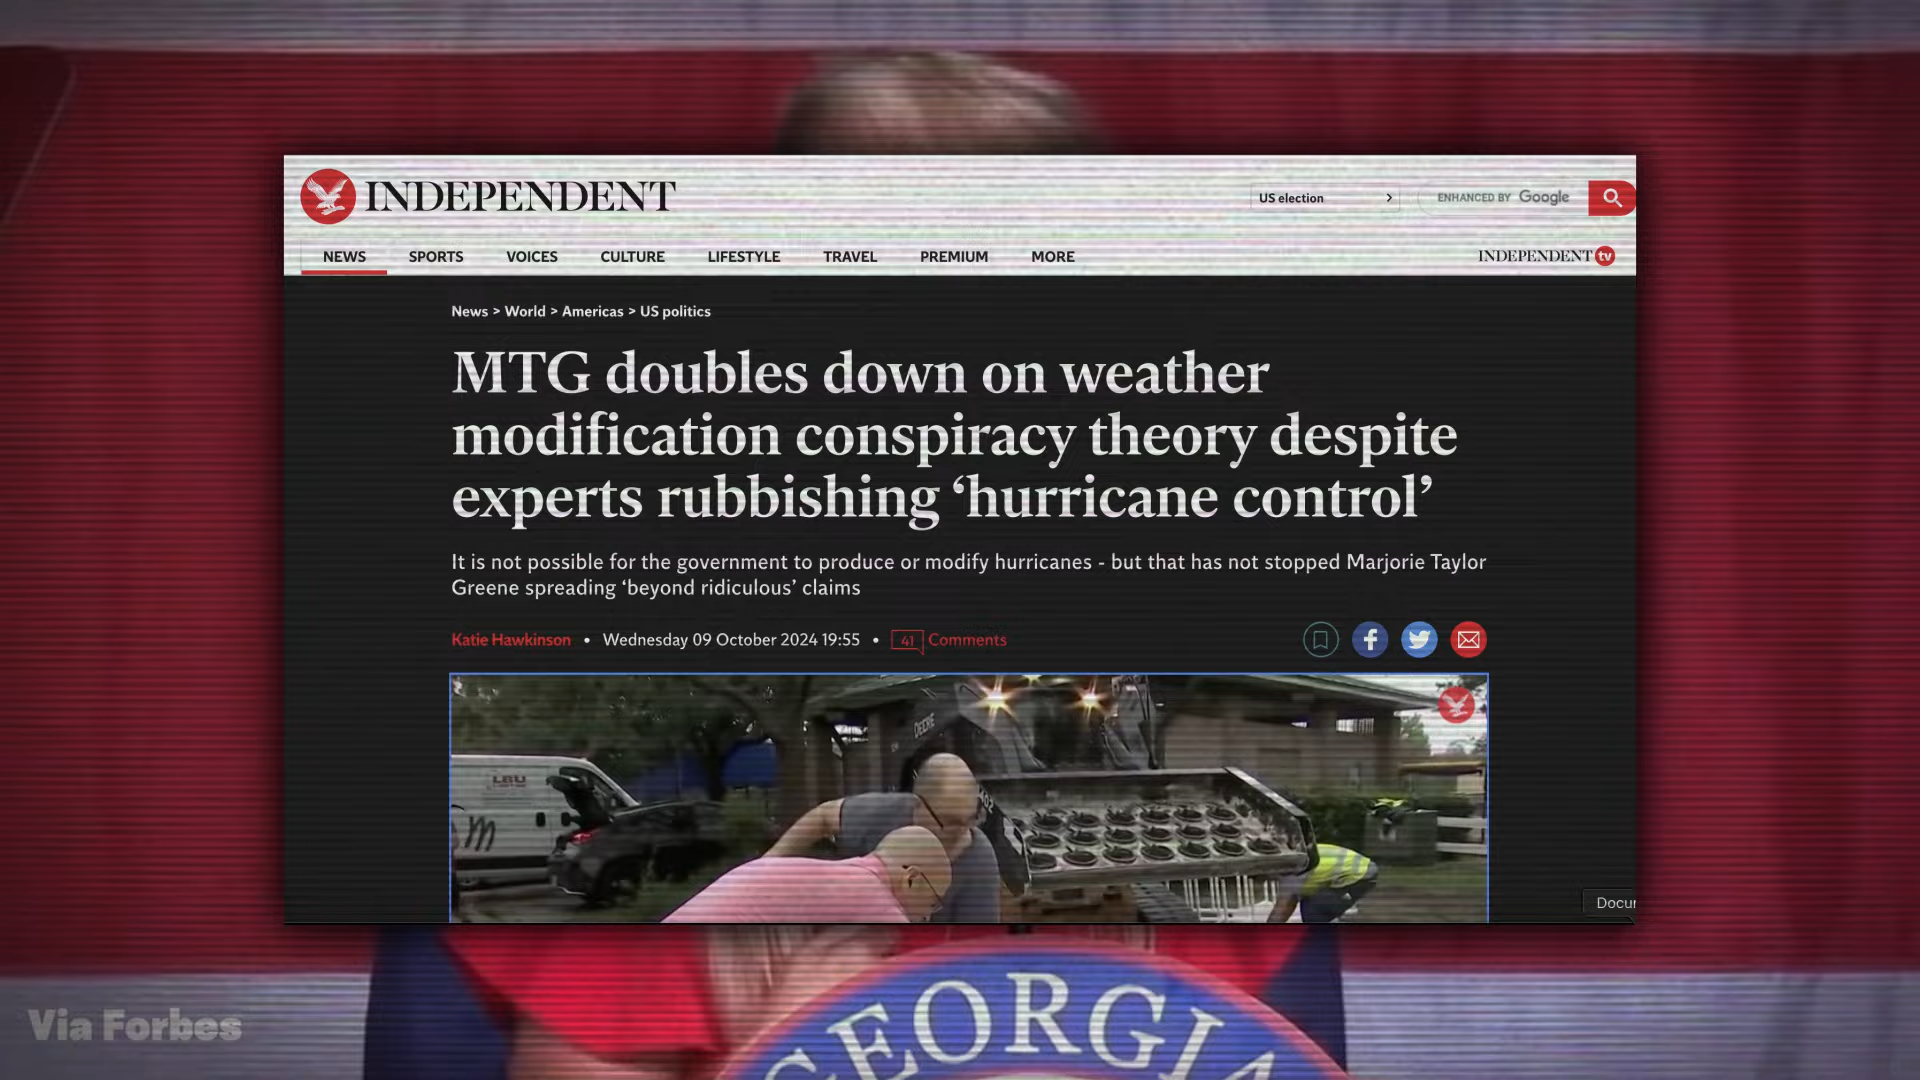 INDEPENDENT
US election
ENHANCED BY Google
NEWS SPORTS VOICES CULTURE LIFESTYLE TRAVEL PREMIUM MORE
INDEPENDENT tv
News > World > Americas > US politics
MTG doubles down on weather
modification conspiracy theory despite
experts rubbishing ‘hurricane control’
It is not possible for the government to produce or modify hurricanes - but that has not stopped Marjorie Taylor
Greene spreading ‘beyond ridiculous’ claims
Katie Hawkinson • Wednesday 09 October 2024 19:55 • 41 Comments
DEERE
LBU
m
Docu
Via Forbes
GEORGIA